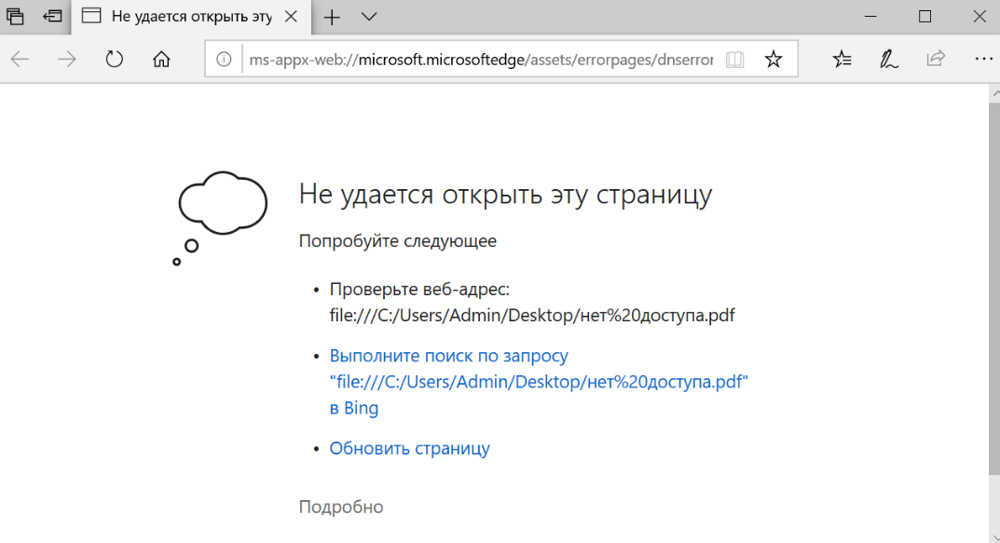 Не удается открыть эту
ms-appx-web://microsoft.microsoftedge/assets/errorpages/dnserror
Не удается открыть эту страницу
Попробуйте следующее
• Проверьте веб-адрес:
file:///C:/Users/Admin/Desktop/нет%20доступа.pdf
• Выполните поиск по запросу
"file:///C:/Users/Admin/Desktop/нет%20доступа.pdf"
в Bing
• Обновить страницу
Подробно